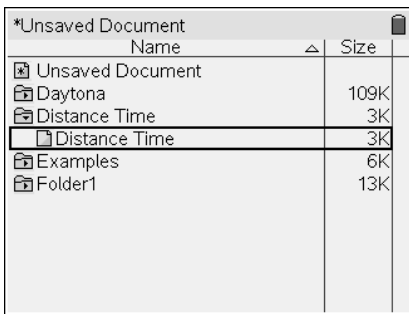 *Unsaved Document
Name Size
Unsaved Document
Daytona 109K
Distance Time 3K
Distance Time 3K
Examples 6K
Folder1 13K